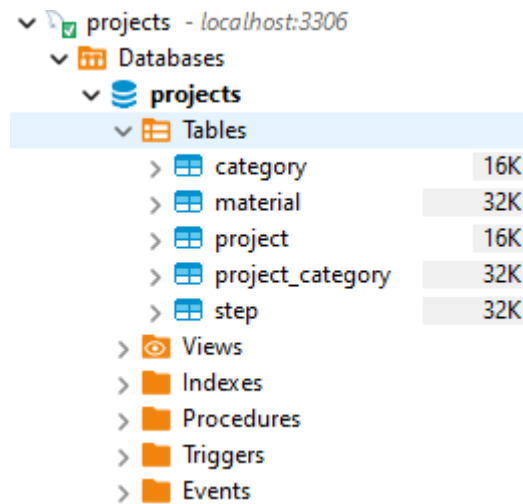 projects - localhost:3306
Databases
projects
Tables
category 16K
material 32K
project 16K
project_category 32K
step 32K
Views
Indexes
Procedures
Triggers
Events